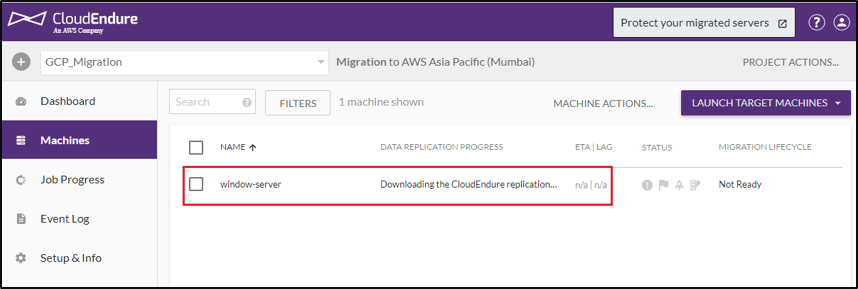 CloudEndure
An AWS Company
Protect your migrated servers
GCP_Migration
Migration to AWS Asia Pacific (Mumbai)
PROJECT ACTIONS...
Dashboard
Machines
Job Progress
Event Log
Setup & Info
Search
FILTERS
1 machine shown
MACHINE ACTIONS...
LAUNCH TARGET MACHINES
NAME DATA REPLICATION PROGRESS ETA | LAG STATUS MIGRATION LIFECYCLE
window-server Downloading the CloudEndure replication... n/a | n/a Not Ready